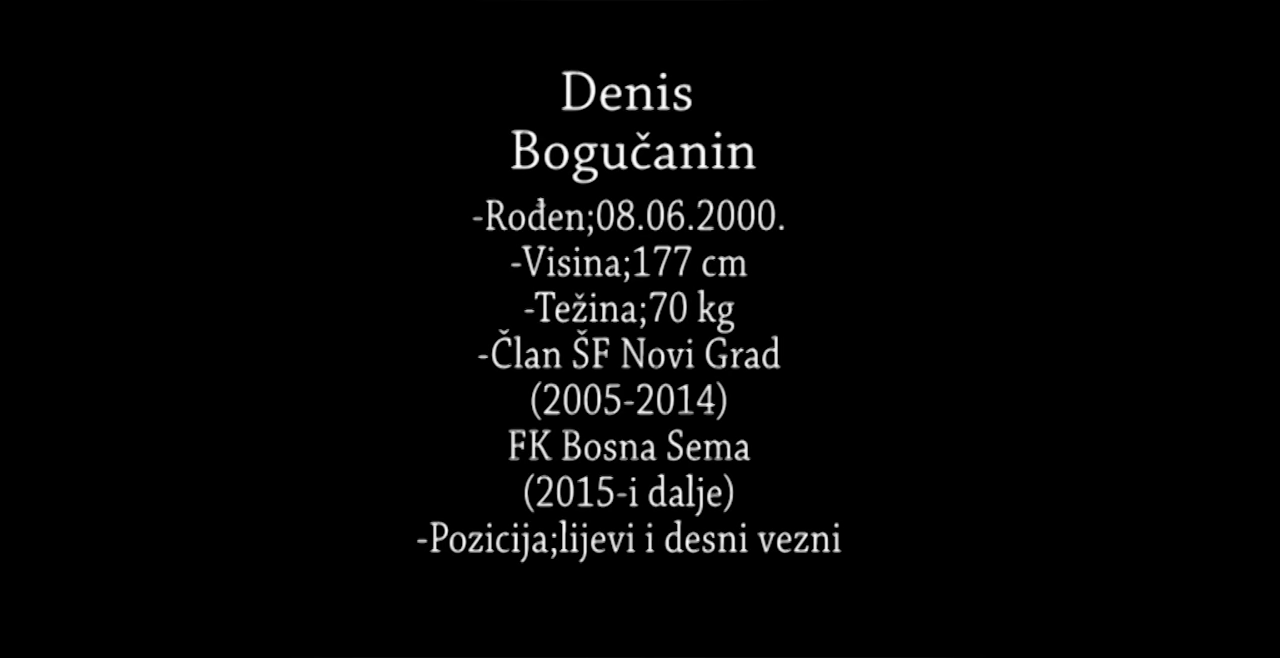 Denis
Bogučanin
-Rođen;08.06.2000.
-Visina;177 cm
-Težina;70 kg
-Član ŠF Novi Grad
(2005-2014)
FK Bosna Sema
(2015-i dalje)
-Pozicija;lijevi i desni vezni